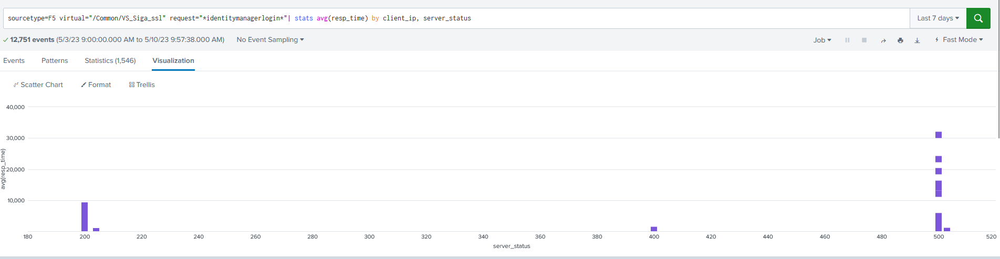 sourcetype=F5 virtual="/Common/VS_Siga_ssl" request="*identitymanagerlogin*"| stats avg(resp_time) by client_ip, server_status
Last 7 days
12,751 events (5/3/23 9:00:00.000 AM to 5/10/23 9:57:38.000 AM)
No Event Sampling
Job
Fast Mode
Events
Patterns
Statistics (1,546)
Visualization
Scatter Chart
Format
Trellis
40,000
30,000
20,000
10,000
avg(resp_time)
180 200 220 240 260 280 300 320 340 360 380 400 420 440 460 480 500 520
server_status